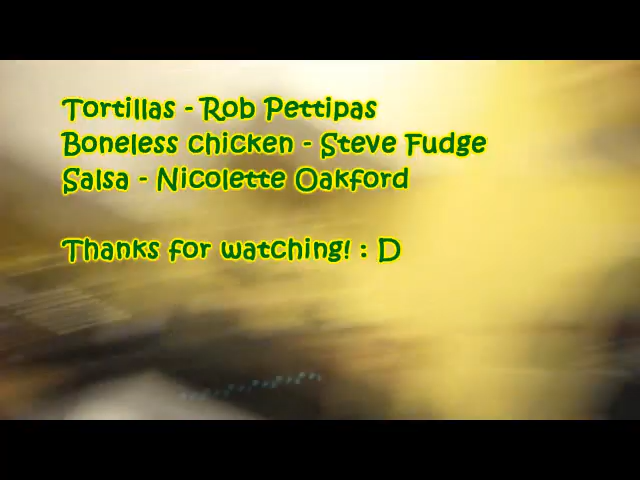 Tortillas - Rob Pettipas
Boneless chicken - Steve Fudge
Salsa - Nicolette Oakford
Thanks for watching! : D